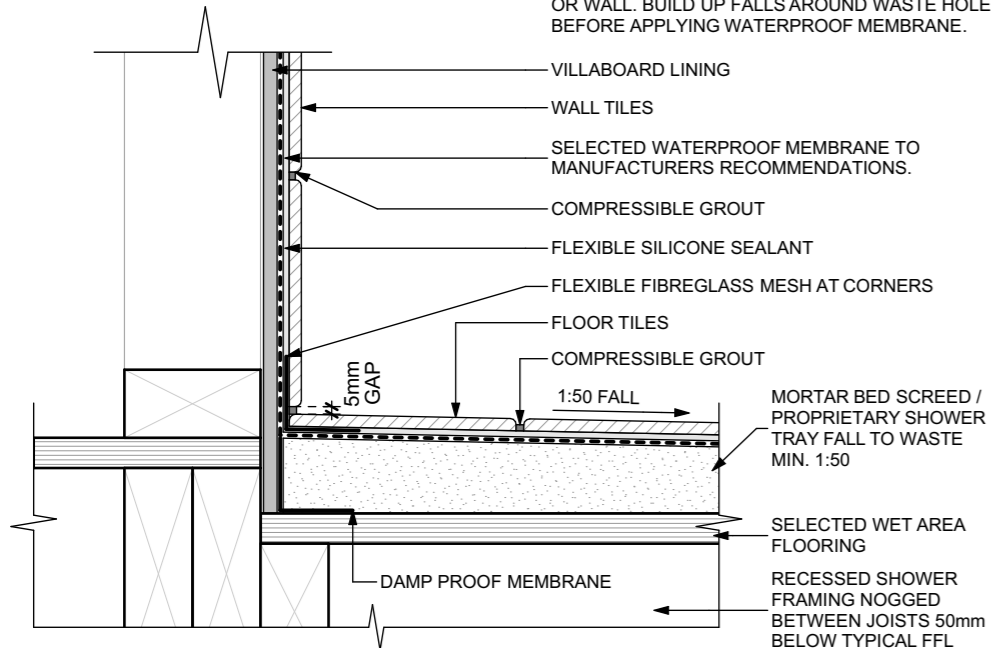 OR WALL. BUILD UP FALLS AROUND WASTE HOLE
BEFORE APPLYING WATERPROOF MEMBRANE.
VILLABOARD LINING
WALL TILES
SELECTED WATERPROOF MEMBRANE TO
MANUFACTURERS RECOMMENDATIONS.
COMPRESSIBLE GROUT
FLEXIBLE SILICONE SEALANT
FLEXIBLE FIBREGLASS MESH AT CORNERS
FLOOR TILES
COMPRESSIBLE GROUT
5mm
GAP
1:50 FALL
MORTAR BED SCREED /
PROPRIETARY SHOWER
TRAY FALL TO WASTE
MIN. 1:50
SELECTED WET AREA
FLOORING
DAMP PROOF MEMBRANE
RECESSED SHOWER
FRAMING NOGGED
BETWEEN JOISTS 50mm
BELOW TYPICAL FFL